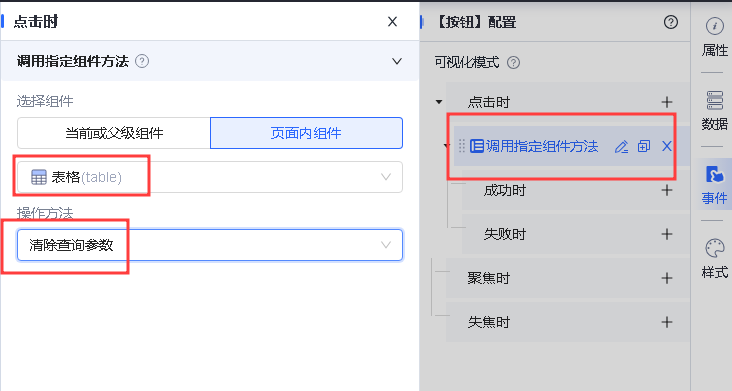 点击时
调用指定组件方法
选择组件
当前或父级组件
页面内组件
表格(table)
操作方法
清除查询参数
【按钮】配置
可视化模式
点击时
调用指定组件方法
成功时
失败时
聚焦时
失焦时
属性
数据
事件
样式